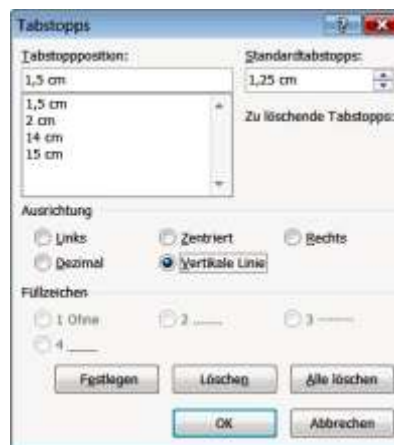 Tabstopps
Tabstoppposition: Standardtabstopps:
1,5 cm 1,25 cm
1,5 cm
2 cm
14 cm
15 cm
Zu löschende Tabstopps:
Ausrichtung
Links Zentriert Rechts
Dezimal Vertikale Linie
Füllzeichen
1 Ohne 2 ....... 3 -------
4 ____
Festlegen Löschen Alle löschen
OK Abbrechen